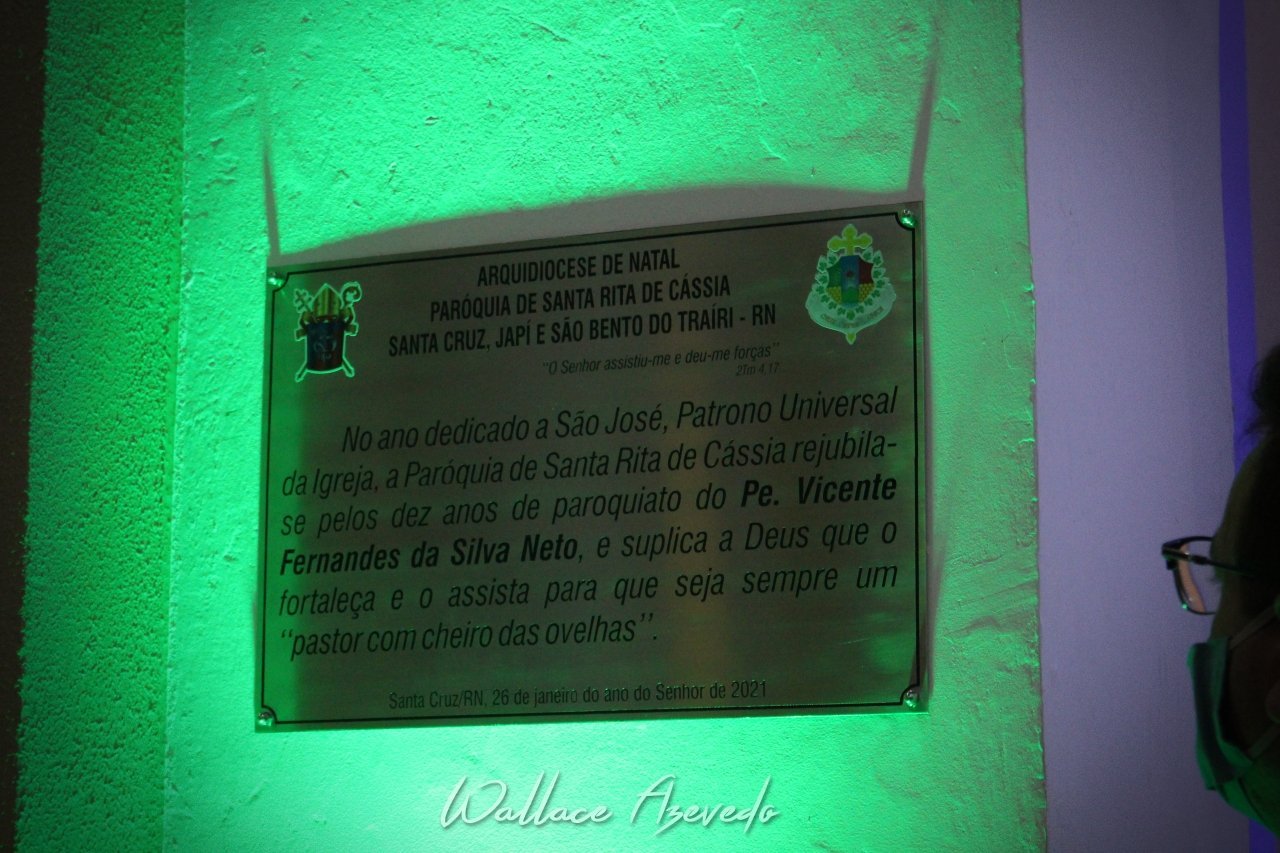 ARQUIDIOCESE DE NATAL
PARÓQUIA DE SANTA RITA DE CÁSSIA
SANTA CRUZ, JAPÍ E SÃO BENTO DO TRAÍRI - RN
"O Senhor assistiu-me e deu-me forças"
2Tm 4,17
No ano dedicado a São José, Patrono Universal
da Igreja, a Paróquia de Santa Rita de Cássia rejubila-
se pelos dez anos de paroquiato do Pe. Vicente
Fernandes da Silva Neto, e suplica a Deus que o
fortaleça e o assista para que seja sempre um
"pastor com cheiro das ovelhas".
Santa Cruz/RN, 26 de janeiro do ano do Senhor de 2021
Wallace Azevedo